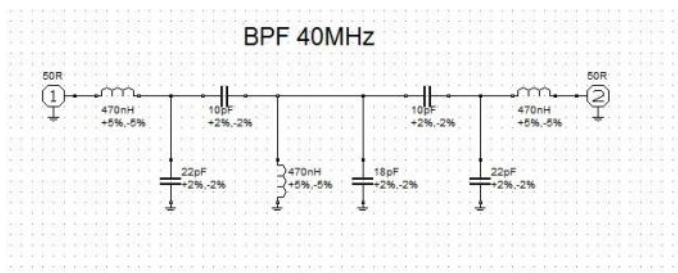 BPF 40MHz
50R
1
470nH
+5%,-5%
10pF
+2%,-2%
10pF
+2%,-2%
470nH
+5%,-5%
50R
2
22pF
+2%,-2%
470nH
+5%,-5%
18pF
+2%,-2%
22pF
+2%,-2%